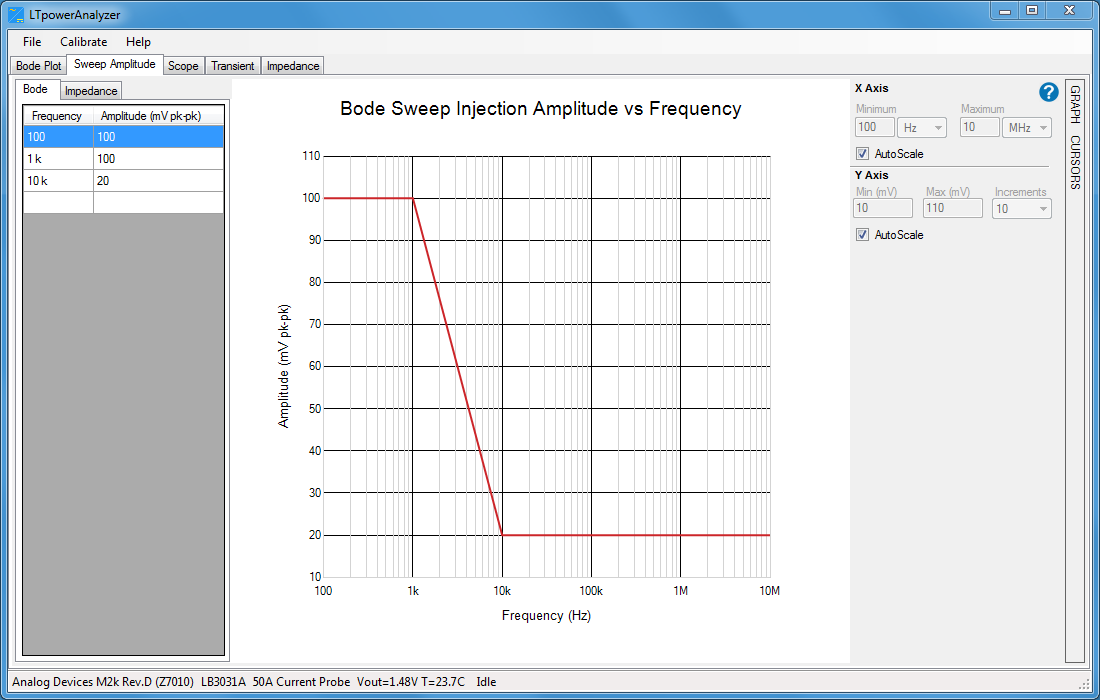 LTpowerAnalyzer
File Calibrate Help
Bode Plot Sweep Amplitude Scope Transient Impedance
Bode Impedance
Frequency Amplitude (mV pk-pk)
100 100
1 k 100
10 k 20
Bode Sweep Injection Amplitude vs Frequency
110
100
90
80
70
60
50
40
30
20
10
Amplitude (mV pk-pk)
100 1k 10k 100k 1M 10M
Frequency (Hz)
X Axis
?
Minimum Maximum
100 Hz 10 MHz
AutoScale
Y Axis
Min (mV) Max (mV) Increments
10 110 10
AutoScale
GRAPH CURSORS
Analog Devices M2k Rev.D (Z7010) LB3031A 50A Current Probe Vout=1.48V T=23.7C Idle